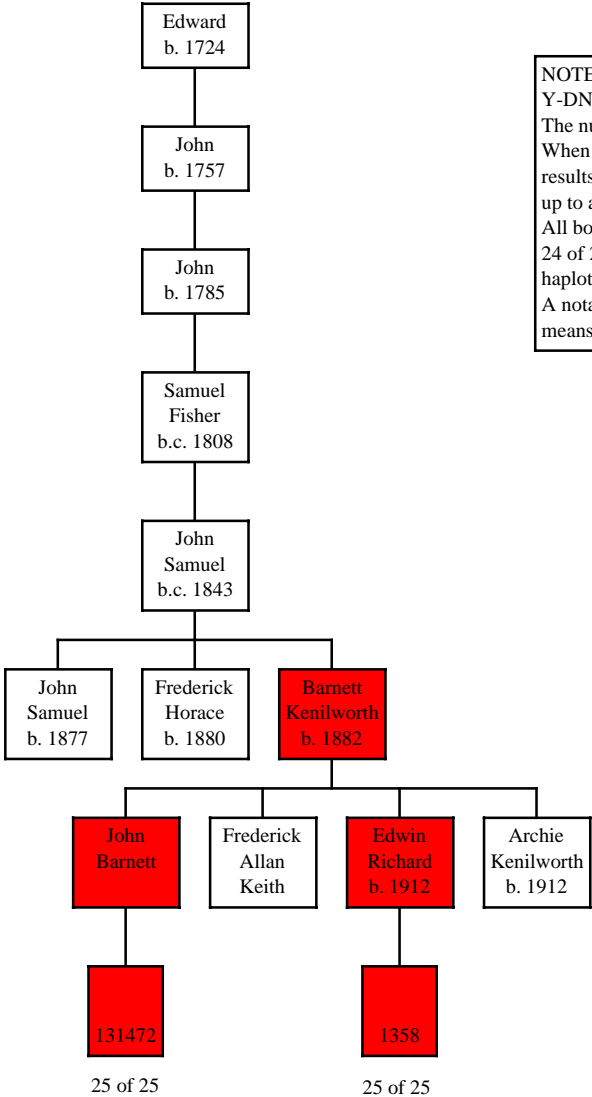 Edward
b. 1724
NOTE
Y-DN
The nu
When
results
up to a
All bo
24 of 2
haplot
A nota
means
John
b. 1757
John
b. 1785
Samuel
Fisher
b.c. 1808
John
Samuel
b.c. 1843
John
Samuel
b. 1877
Frederick
Horace
b. 1880
Barnett
Kenilworth
b. 1882
John
Barnett
Frederick
Allan
Keith
Edwin
Richard
b. 1912
Archie
Kenilworth
b. 1912
131472
1358
25 of 25
25 of 25